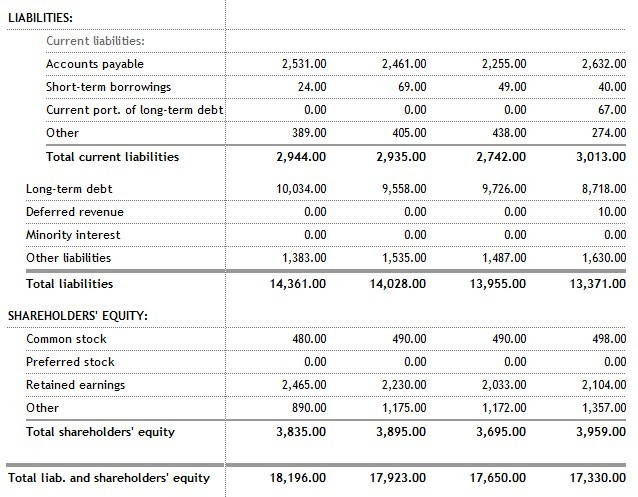 LIABILITIES:
Current liabilities:
Accounts payable 2,531.00 2,461.00 2,255.00 2,632.00
Short-term borrowings 24.00 69.00 49.00 40.00
Current port. of long-term debt 0.00 0.00 0.00 67.00
Other 389.00 405.00 438.00 274.00
Total current liabilities 2,944.00 2,935.00 2,742.00 3,013.00
Long-term debt 10,034.00 9,558.00 9,726.00 8,718.00
Deferred revenue 0.00 0.00 0.00 10.00
Minority interest 0.00 0.00 0.00 0.00
Other liabilities 1,383.00 1,535.00 1,487.00 1,630.00
Total liabilities 14,361.00 14,028.00 13,955.00 13,371.00
SHAREHOLDERS' EQUITY:
Common stock 480.00 490.00 490.00 498.00
Preferred stock 0.00 0.00 0.00 0.00
Retained earnings 2,465.00 2,230.00 2,033.00 2,104.00
Other 890.00 1,175.00 1,172.00 1,357.00
Total shareholders' equity 3,835.00 3,895.00 3,695.00 3,959.00
Total liab. and shareholders' equity 18,196.00 17,923.00 17,650.00 17,330.00